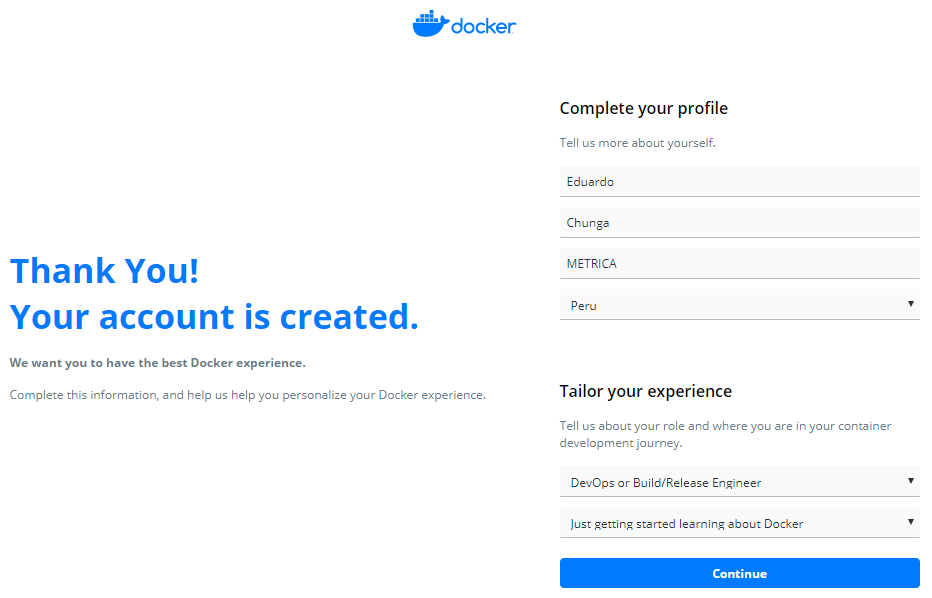 docker
Thank You!
Your account is created.
We want you to have the best Docker experience.
Complete this information, and help us help you personalize your Docker experience.
Complete your profile
Tell us more about yourself.
Eduardo
Chunga
METRICA
Peru
Tailor your experience
Tell us about your role and where you are in your container
development journey.
DevOps or Build/Release Engineer
Just getting started learning about Docker
Continue